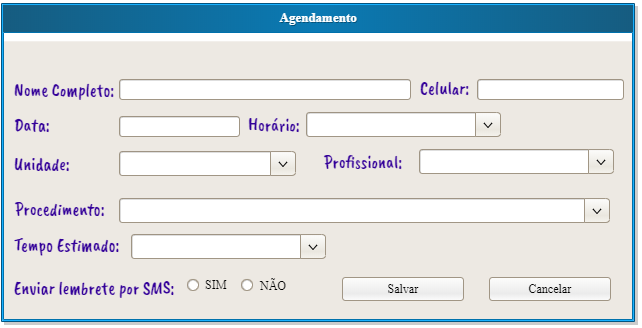 Agendamento
Nome Completo: Celular:
Data: Horário:
Unidade: Profissional:
Procedimento:
Tempo Estimado:
Enviar lembrete por SMS: SIM NÃO Salvar Cancelar